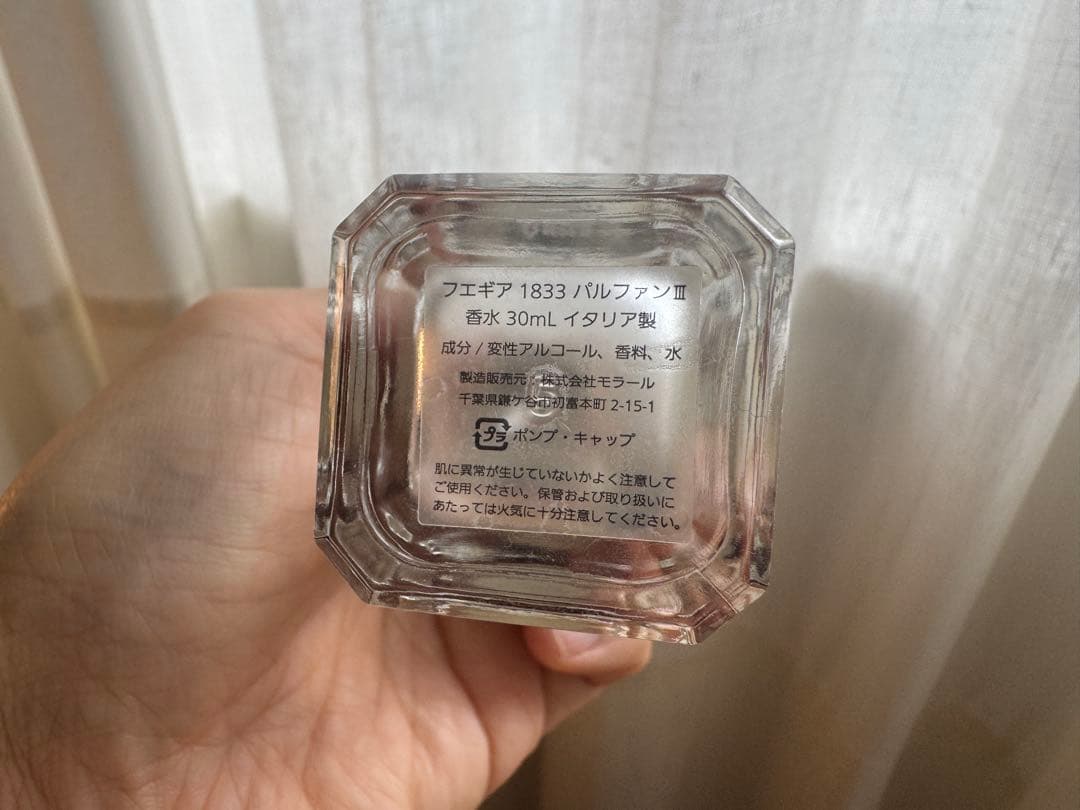 フエギア 1833 パルファンⅢ
香水 30mL イタリア製
成分 / 変性アルコール、香料、水
製造販売元：株式会社モラール
千葉県鎌ケ谷市初富本町 2-15-1
プラ ポンプ・キャップ
肌に異常が生じていないかよく注意して
ご使用ください。保管および取り扱いに
あたっては火気に十分注意してください。